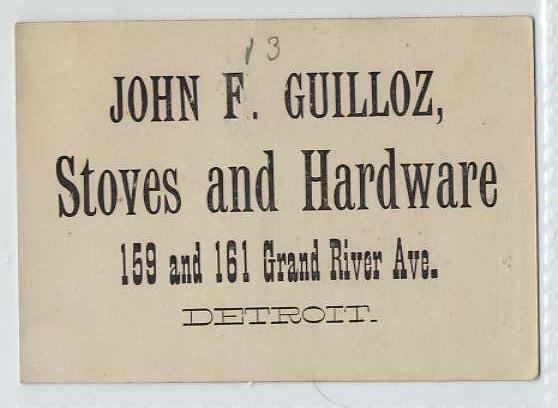 13
JOHN F. GUILLOZ,
Stoves and Hardware
159 and 161 Grand River Ave.
DETROIT.